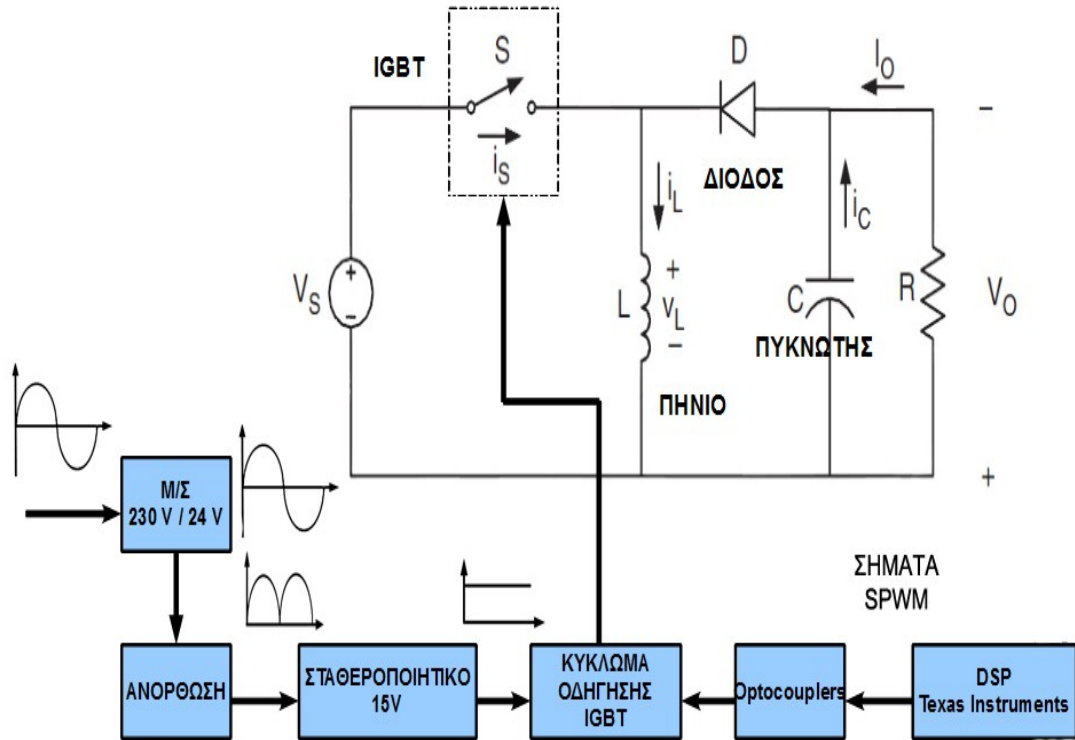 IGBT
S
D
I_O
−
i_S
ΔΙΟΔΟΣ
i_L
i_C
V_S
+
−
L
+
v_L
−
C
R
V_O
ΠΥΚΝΩΤΗΣ
ΠΗΝΙΟ
+
Μ/Σ
230 V / 24 V
ΣΗΜΑΤΑ
SPWM
ΑΝΟΡΘΩΣΗ
ΣΤΑΘΕΡΟΠΟΙΗΤΙΚΟ
15V
ΚΥΚΛΩΜΑ
ΟΔΗΓΗΣΗΣ
IGBT
Optocouplers
DSP
Texas Instruments